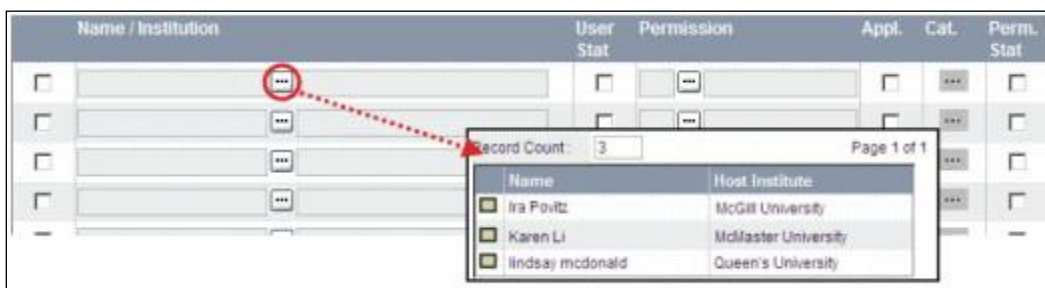 Name / Institution User Stat Permission Appl. Cat. Perm. Stat
Record Count: 3 Page 1 of 1
Name Host Institute
Ira Povitz McGill University
Karen Li McMaster University
lindsay mcdonald Queen's University